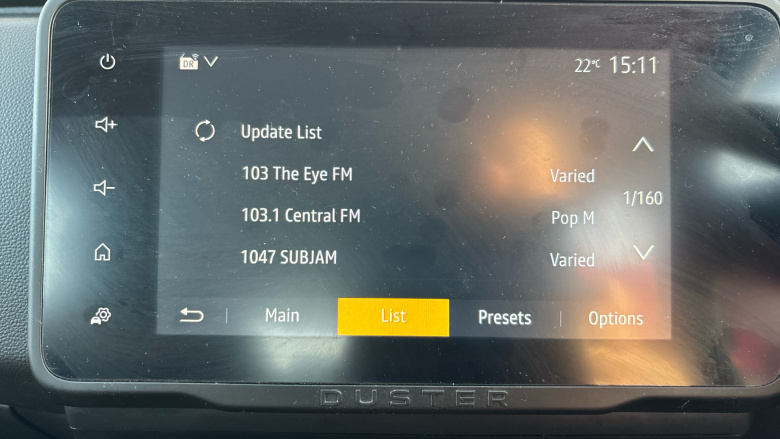 DR 22°C 15:11
Update List
103 The Eye FM Varied
1/160
103.1 Central FM Pop M
1047 SUBJAM Varied
Main List Presets Options
DUSTER